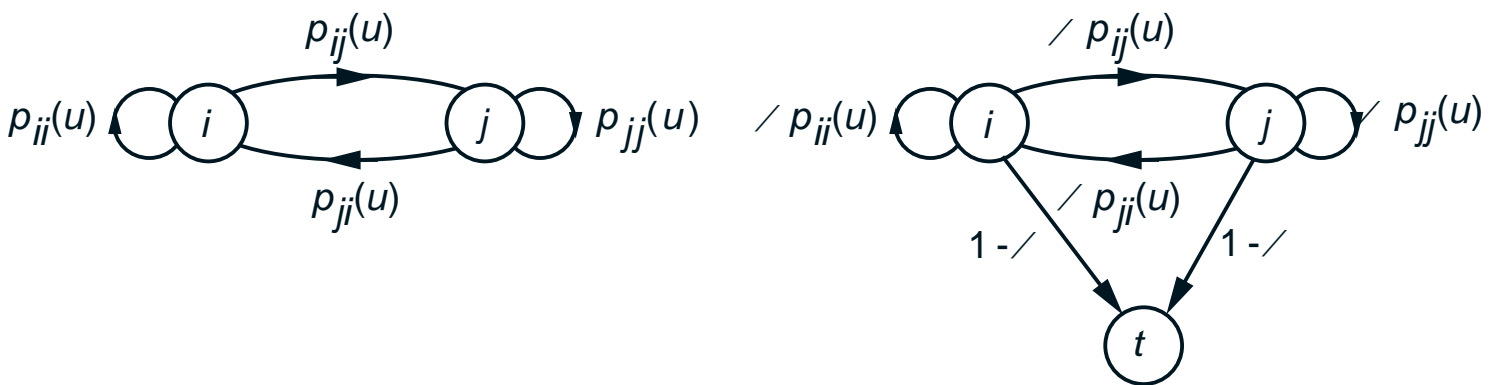 p_ij(u)
p_ii(u) i j p_jj(u)
p_ji(u)
⁄ p_ij(u)
⁄ p_ii(u) i j ⁄ p_jj(u)
⁄ p_ji(u)
1 -⁄ 1 -⁄
t